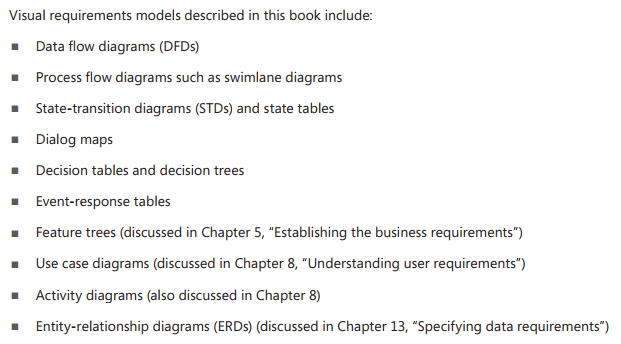 Visual requirements models described in this book include:
■ Data flow diagrams (DFDs)
■ Process flow diagrams such as swimlane diagrams
■ State-transition diagrams (STDs) and state tables
■ Dialog maps
■ Decision tables and decision trees
■ Event-response tables
■ Feature trees (discussed in Chapter 5, “Establishing the business requirements”)
■ Use case diagrams (discussed in Chapter 8, “Understanding user requirements”)
■ Activity diagrams (also discussed in Chapter 8)
■ Entity-relationship diagrams (ERDs) (discussed in Chapter 13, “Specifying data requirements”)